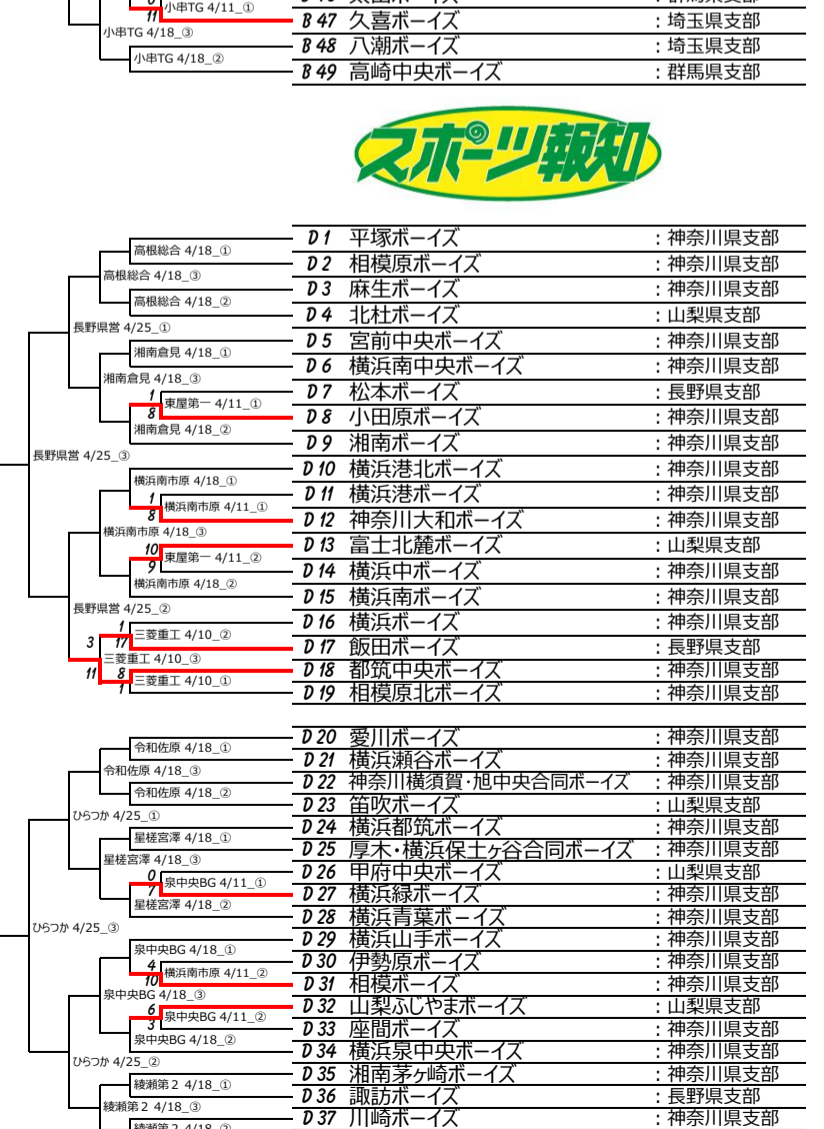 小串TG 4/11_①
11
B 47 久喜ボーイズ : 埼玉県支部
小串TG 4/18_③
B 48 八潮ボーイズ : 埼玉県支部
小串TG 4/18_②
B 49 高崎中央ボーイズ : 群馬県支部
スポーツ報知
D 1 平塚ボーイズ : 神奈川県支部
高根総合 4/18_①
D 2 相模原ボーイズ : 神奈川県支部
高根総合 4/18_③
D 3 麻生ボーイズ : 神奈川県支部
高根総合 4/18_②
D 4 北杜ボーイズ : 山梨県支部
長野県営 4/25_①
D 5 宮前中央ボーイズ : 神奈川県支部
湘南倉見 4/18_①
D 6 横浜南中央ボーイズ : 神奈川県支部
湘南倉見 4/18_③
D 7 松本ボーイズ : 長野県支部
1
東屋第一 4/11_①
8
D 8 小田原ボーイズ : 神奈川県支部
湘南倉見 4/18_②
D 9 湘南ボーイズ : 神奈川県支部
長野県営 4/25_③
D 10 横浜港北ボーイズ : 神奈川県支部
横浜南市原 4/18_①
D 11 横浜港ボーイズ : 神奈川県支部
1
横浜南市原 4/11_①
8
D 12 神奈川大和ボーイズ : 神奈川県支部
横浜南市原 4/18_③
D 13 富士北麓ボーイズ : 山梨県支部
10
東屋第一 4/11_②
9
D 14 横浜中ボーイズ : 神奈川県支部
横浜南市原 4/18_②
D 15 横浜南ボーイズ : 神奈川県支部
長野県営 4/25_②
D 16 横浜ボーイズ : 神奈川県支部
1
三菱重工 4/10_②
3 17
D 17 飯田ボーイズ : 長野県支部
三菱重工 4/10_③
D 18 都筑中央ボーイズ : 神奈川県支部
11 8
三菱重工 4/10_①
1
D 19 相模原北ボーイズ : 神奈川県支部
D 20 愛川ボーイズ : 神奈川県支部
令和佐原 4/18_①
D 21 横浜瀬谷ボーイズ : 神奈川県支部
令和佐原 4/18_③
D 22 神奈川横須賀・旭中央合同ボーイズ : 神奈川県支部
令和佐原 4/18_②
D 23 笛吹ボーイズ : 山梨県支部
ひらつか 4/25_①
D 24 横浜都筑ボーイズ : 神奈川県支部
星槎宮澤 4/18_①
D 25 厚木・横浜保土ヶ谷合同ボーイズ : 神奈川県支部
星槎宮澤 4/18_③
D 26 甲府中央ボーイズ : 山梨県支部
0
泉中央BG 4/11_①
7
D 27 横浜緑ボーイズ : 神奈川県支部
星槎宮澤 4/18_②
D 28 横浜青葉ボーイズ : 神奈川県支部
ひらつか 4/25_③
D 29 横浜山手ボーイズ : 神奈川県支部
泉中央BG 4/18_①
D 30 伊勢原ボーイズ : 神奈川県支部
4
横浜南市原 4/11_②
10
D 31 相模ボーイズ : 神奈川県支部
泉中央BG 4/18_③
D 32 山梨ふじやまボーイズ : 山梨県支部
6
泉中央BG 4/11_②
3
D 33 座間ボーイズ : 神奈川県支部
泉中央BG 4/18_②
D 34 横浜泉中央ボーイズ : 神奈川県支部
ひらつか 4/25_②
D 35 湘南茅ヶ崎ボーイズ : 神奈川県支部
綾瀬第２ 4/18_①
D 36 諏訪ボーイズ : 長野県支部
綾瀬第２ 4/18_③
D 37 川崎ボーイズ : 神奈川県支部